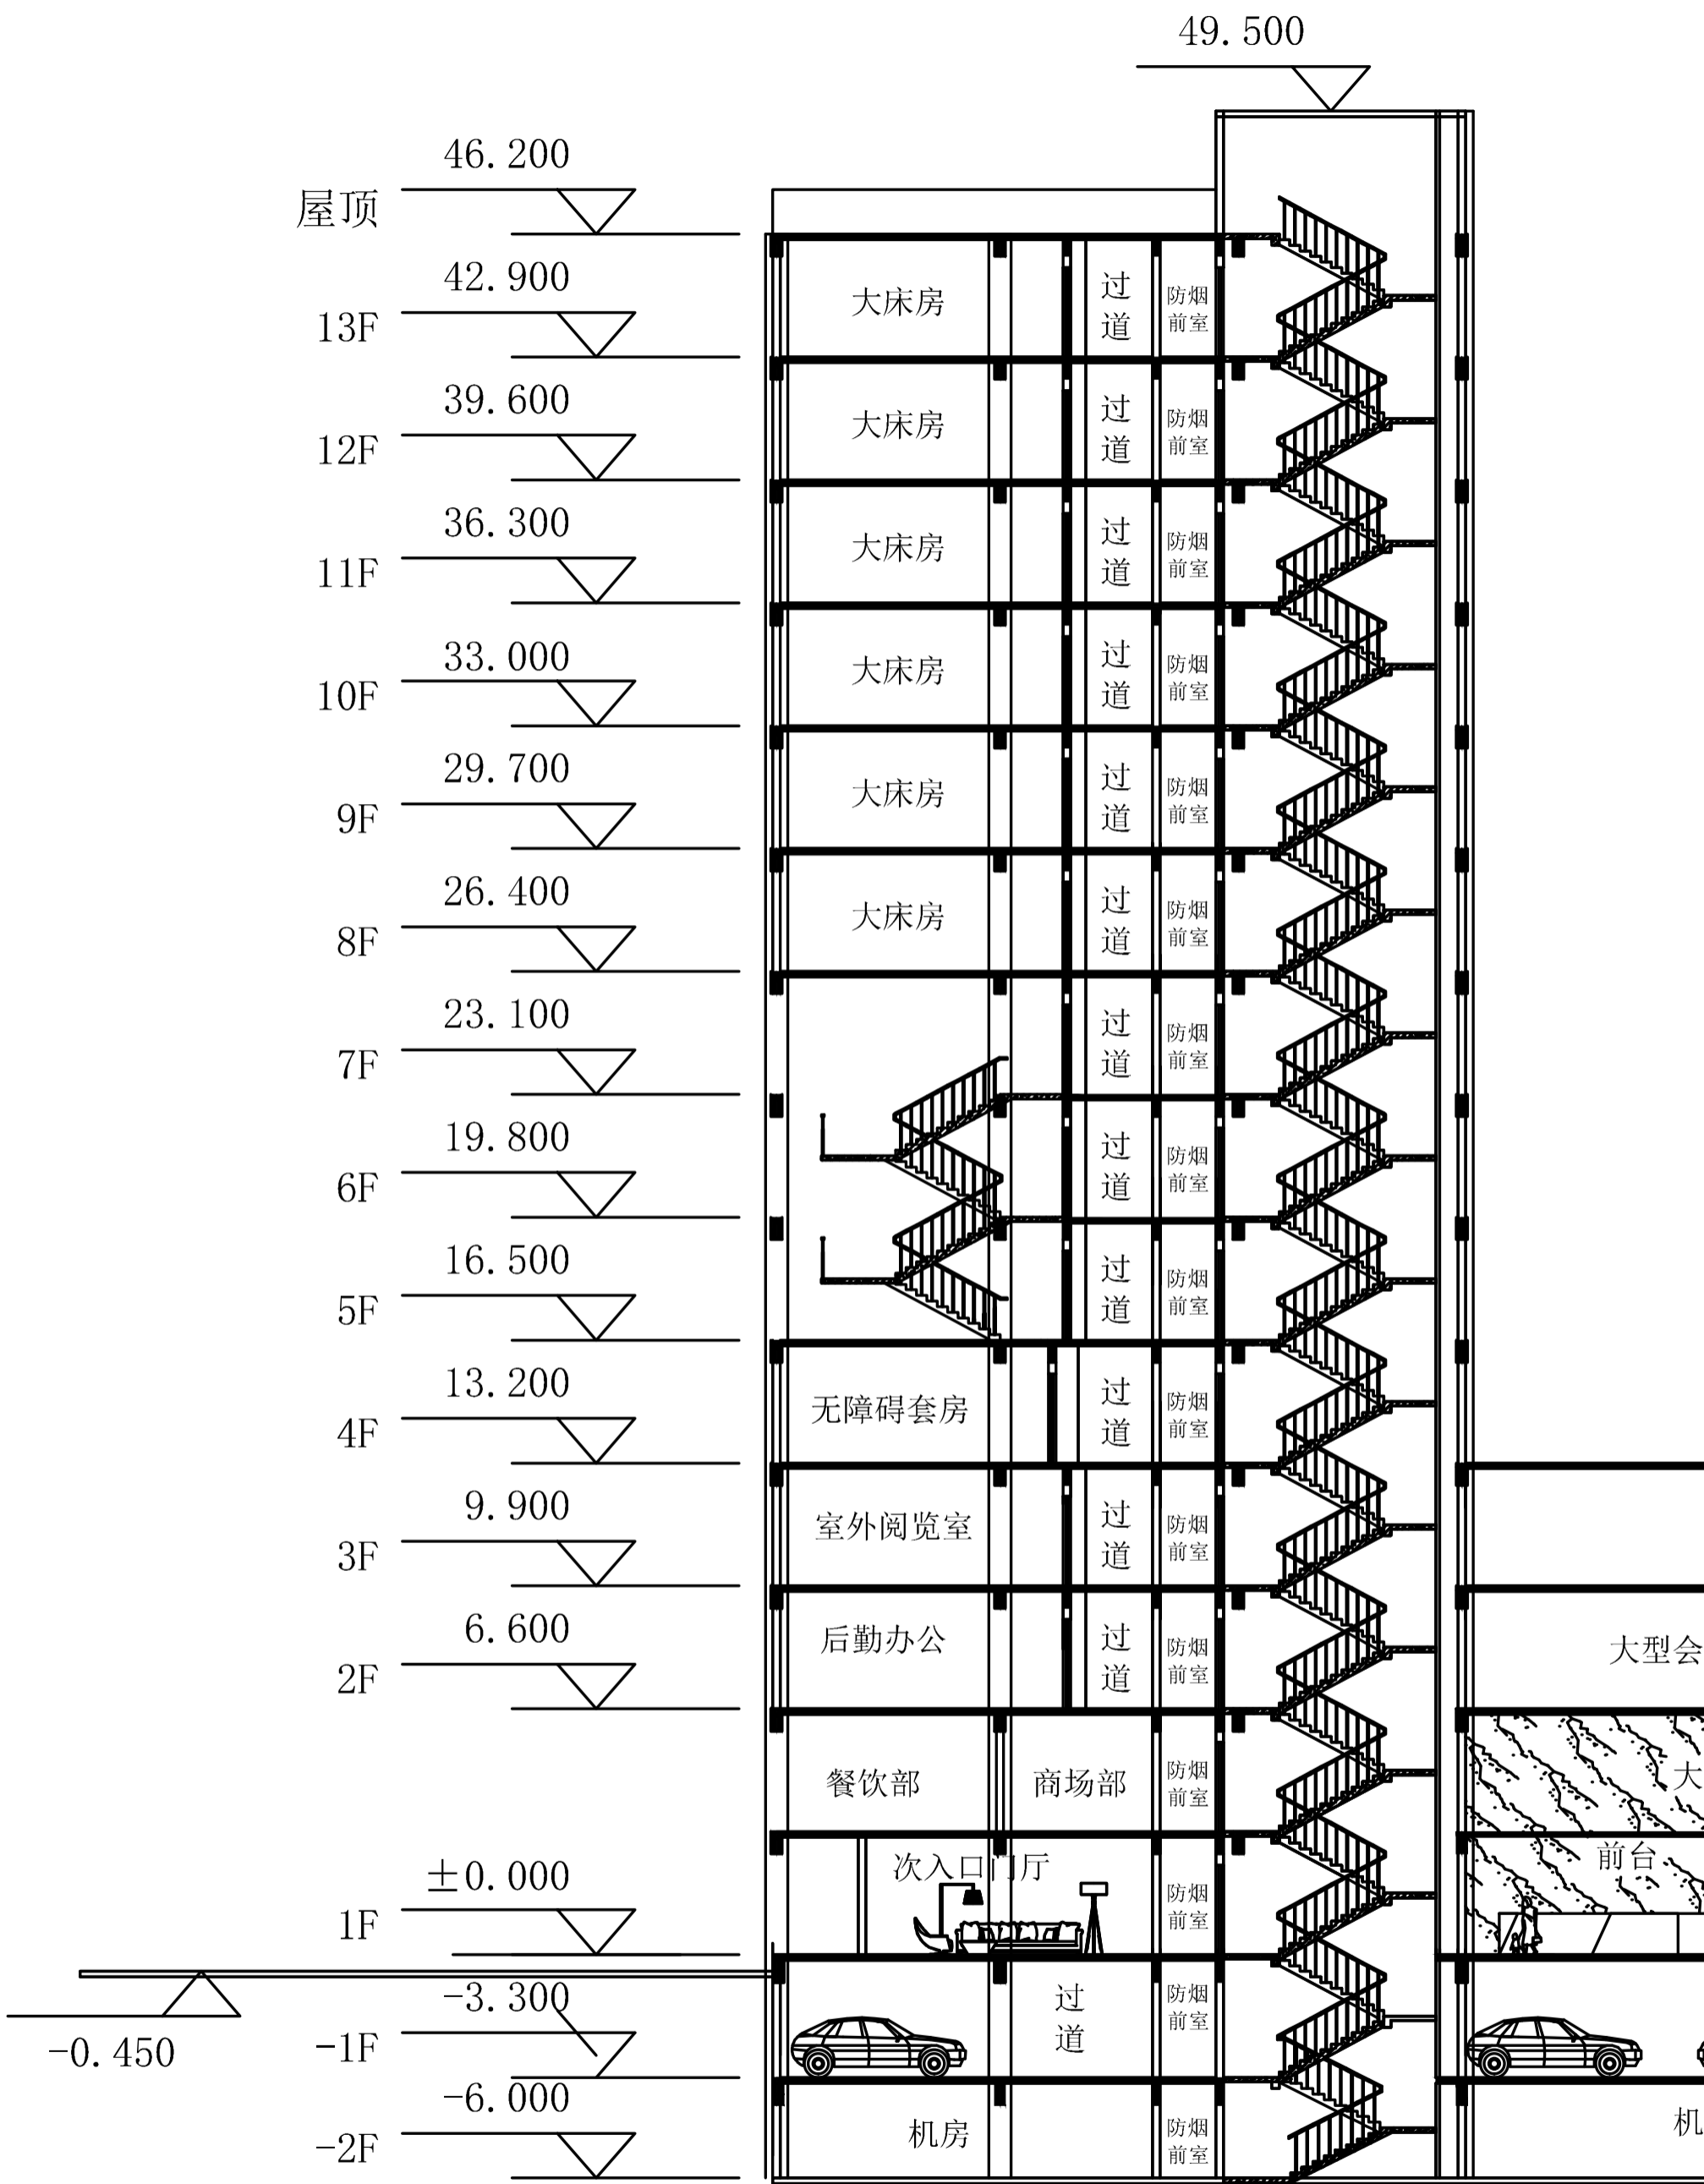 49.500
46.200
屋顶
42.900
13F
大床房
过道
防烟前室
39.600
12F
大床房
过道
防烟前室
36.300
11F
大床房
过道
防烟前室
33.000
10F
大床房
过道
防烟前室
29.700
9F
大床房
过道
防烟前室
26.400
8F
大床房
过道
防烟前室
23.100
7F
过道
防烟前室
19.800
6F
过道
防烟前室
16.500
5F
过道
防烟前室
13.200
4F
无障碍套房
过道
防烟前室
9.900
3F
室外阅览室
过道
防烟前室
6.600
2F
后勤办公
过道
防烟前室
大型会
餐饮部
商场部
防烟前室
大
±0.000
1F
次入口门厅
防烟前室
前台
-0.450
-3.300
-1F
过道
防烟前室
-6.000
-2F
机房
防烟前室
机